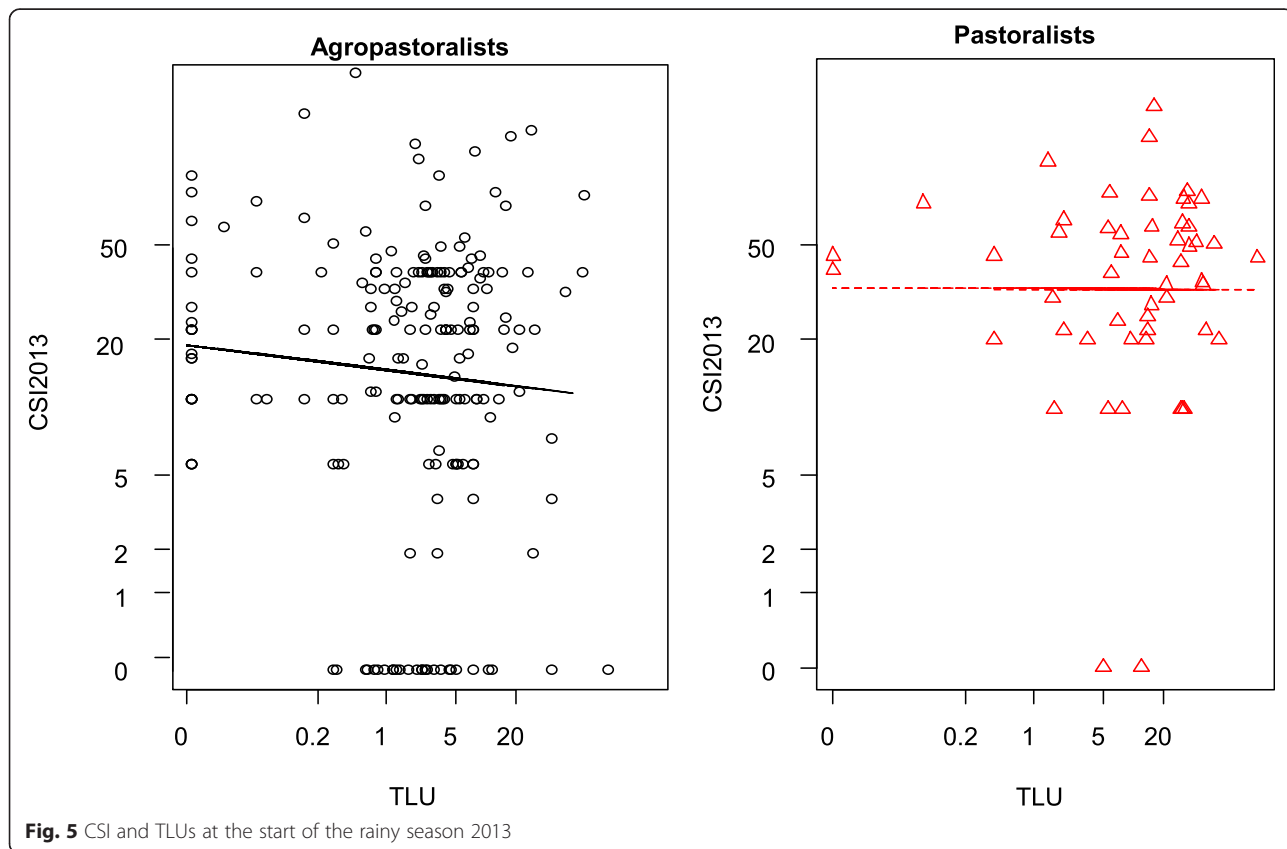 Agropastoralists
CSI2013
50
20
5
2
1
0
0 0.2 1 5 20
TLU
Pastoralists
CSI2013
50
20
5
2
1
0
0 0.2 1 5 20
TLU
Fig. 5 CSI and TLUs at the start of the rainy season 2013